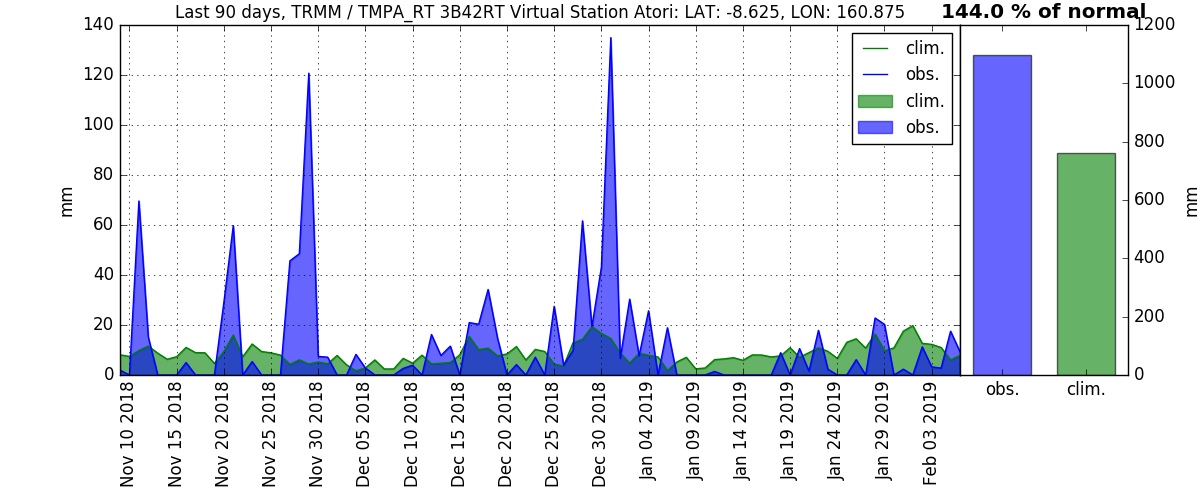 Last 90 days, TRMM / TMPA_RT 3B42RT Virtual Station Atori: LAT: -8.625, LON: 160.875
144.0 % of normal
mm
140
120
100
80
60
40
20
0
clim.
obs.
clim.
obs.
1200
1000
800
600
400
200
0
mm
Nov 10 2018
Nov 15 2018
Nov 20 2018
Nov 25 2018
Nov 30 2018
Dec 05 2018
Dec 10 2018
Dec 15 2018
Dec 20 2018
Dec 25 2018
Dec 30 2018
Jan 04 2019
Jan 09 2019
Jan 14 2019
Jan 19 2019
Jan 24 2019
Jan 29 2019
Feb 03 2019
obs.
clim.